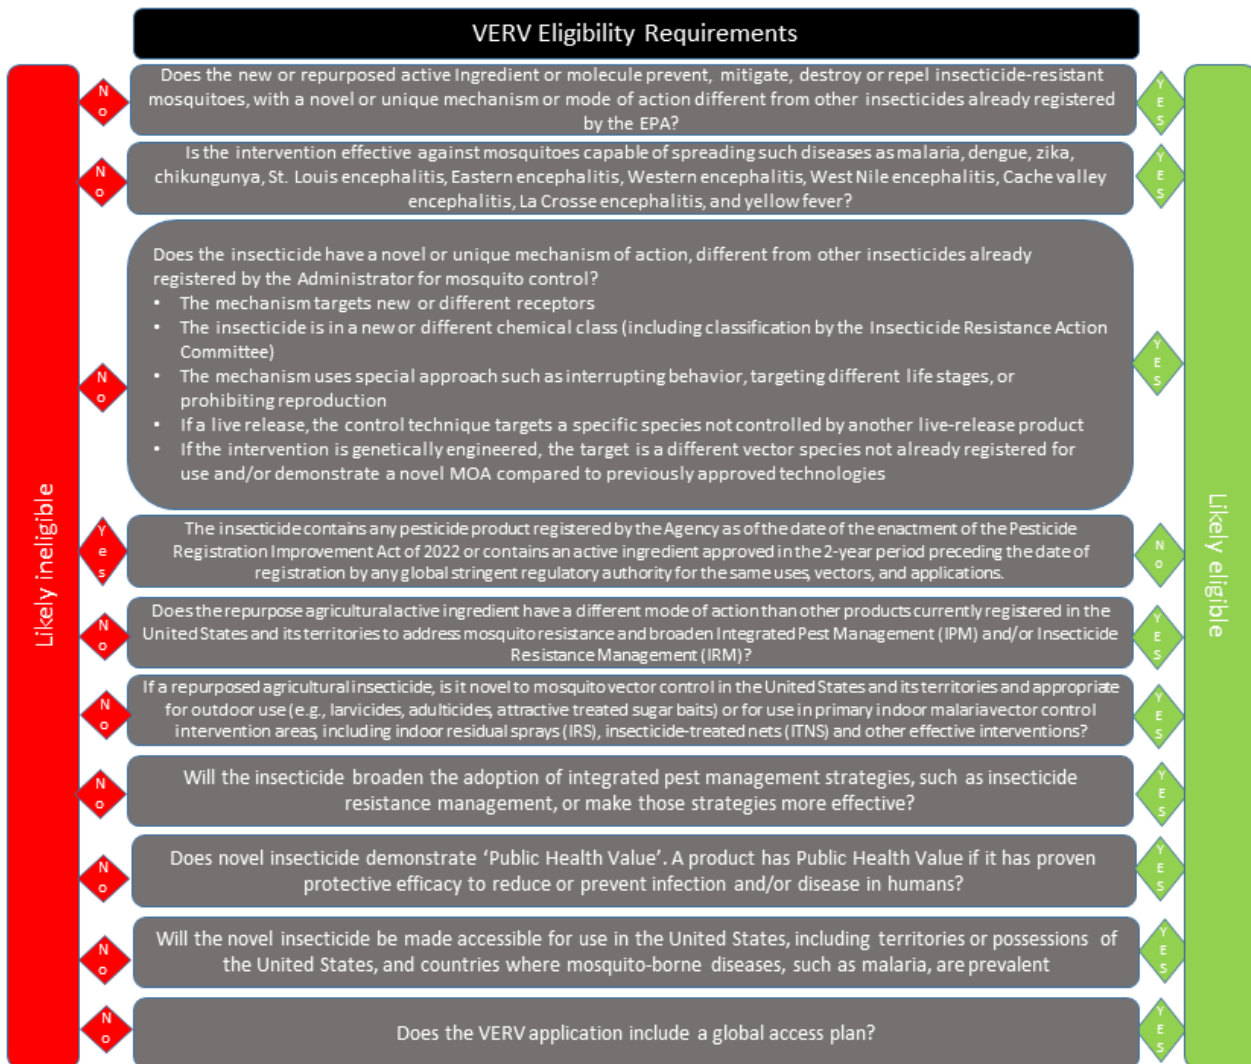 VERV Eligibility Requirements
Does the new or repurposed active Ingredient or molecule prevent, mitigate, destroy or repel insecticide-resistant
mosquitoes, with a novel or unique mechanism or mode of action different from other insecticides already registered
by the EPA?
No
YES
Is the intervention effective against mosquitoes capable of spreading such diseases as malaria, dengue, zika,
chikungunya, St. Louis encephalitis, Eastern encephalitis, Western encephalitis, West Nile encephalitis, Cache valley
encephalitis, La Crosse encephalitis, and yellow fever?
No
YES
Does the insecticide have a novel or unique mechanism of action, different from other insecticides already
registered by the Administrator for mosquito control?
• The mechanism targets new or different receptors
• The insecticide is in a new or different chemical class (including classification by the Insecticide Resistance Action
Committee)
• The mechanism uses special approach such as interrupting behavior, targeting different life stages, or
prohibiting reproduction
• If a live release, the control technique targets a specific species not controlled by another live-release product
• If the intervention is genetically engineered, the target is a different vector species not already registered for
use and/or demonstrate a novel MOA compared to previously approved technologies
No
YES
The insecticide contains any pesticide product registered by the Agency as of the date of the enactment of the Pesticide
Registration Improvement Act of 2022 or contains an active ingredient approved in the 2-year period preceding the date of
registration by any global stringent regulatory authority for the same uses, vectors, and applications.
Yes
No
Does the repurpose agricultural active ingredient have a different mode of action than other products currently registered in the
United States and its territories to address mosquito resistance and broaden Integrated Pest Management (IPM) and/or Insecticide
Resistance Management (IRM)?
No
YES
If a repurposed agricultural insecticide, is it novel to mosquito vector control in the United States and its territories and appropriate
for outdoor use (e.g., larvicides, adulticides, attractive treated sugar baits) or for use in primary indoor malaria vector control
intervention areas, including indoor residual sprays (IRS), insecticide-treated nets (ITNS) and other effective interventions?
No
YES
Will the insecticide broaden the adoption of integrated pest management strategies, such as insecticide
resistance management, or make those strategies more effective?
No
YES
Does novel insecticide demonstrate ‘Public Health Value’. A product has Public Health Value if it has proven
protective efficacy to reduce or prevent infection and/or disease in humans?
No
YES
Will the novel insecticide be made accessible for use in the United States, including territories or possessions of
the United States, and countries where mosquito-borne diseases, such as malaria, are prevalent
No
YES
Does the VERV application include a global access plan?
No
YES
Likely ineligible
Likely eligible